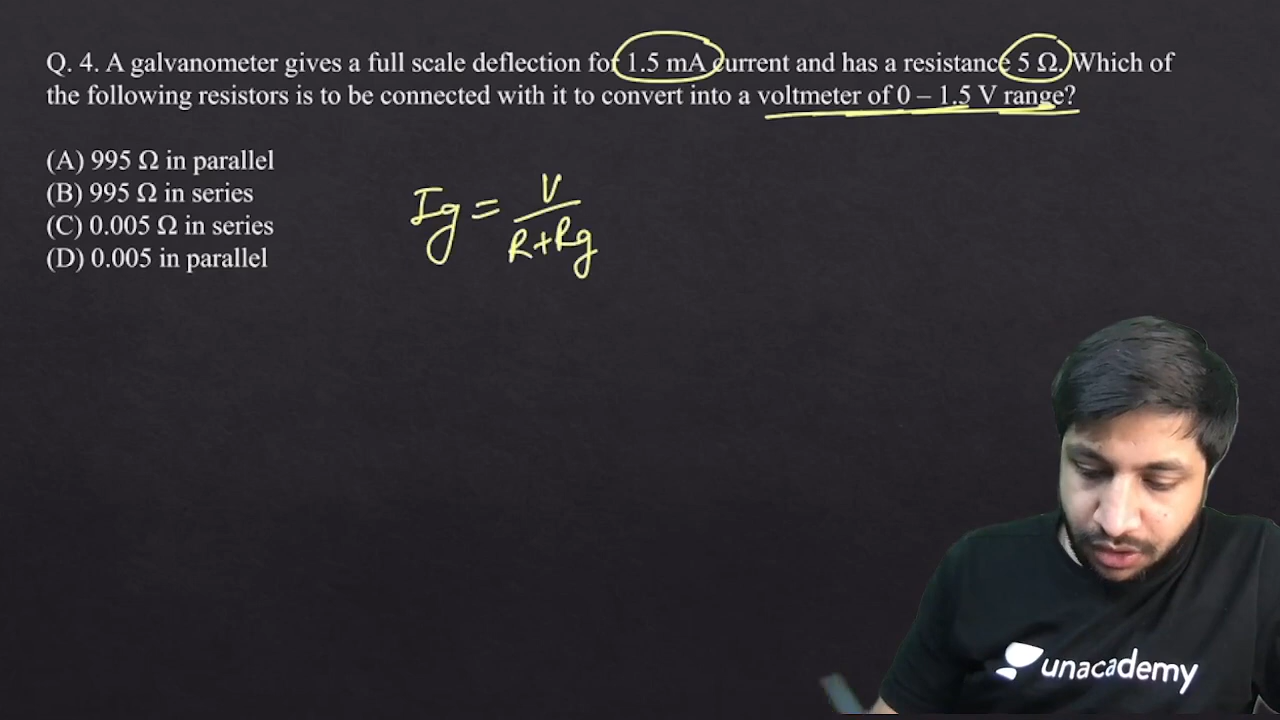 Q. 4. A galvanometer gives a full scale deflection for 1.5 mA current and has a resistance 5 Ω. Which of
the following resistors is to be connected with it to convert into a voltmeter of 0 – 1.5 V range?
(A) 995 Ω in parallel
(B) 995 Ω in series
(C) 0.005 Ω in series
(D) 0.005 in parallel
Ig = V / R+Rg
unacademy